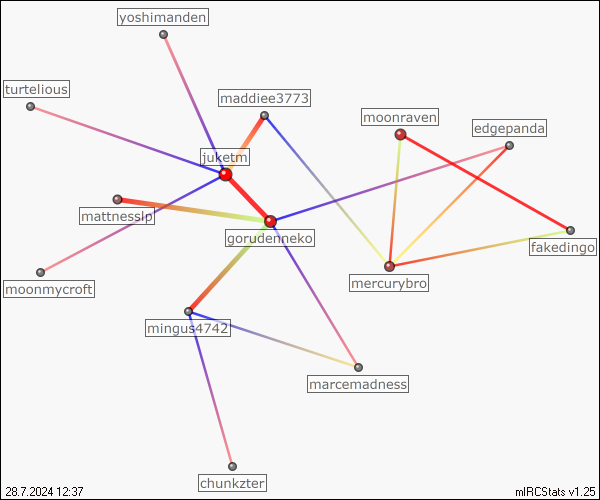 yoshimanden
turtelious
maddiee3773
moonraven
edgepanda
juketm
mattnesslp
gorudenneko
fakedingo
moonmycroft
mercurybro
mingus4742
marcemadness
chunkzter
28.7.2024 12:37
mIRCStats v1.25